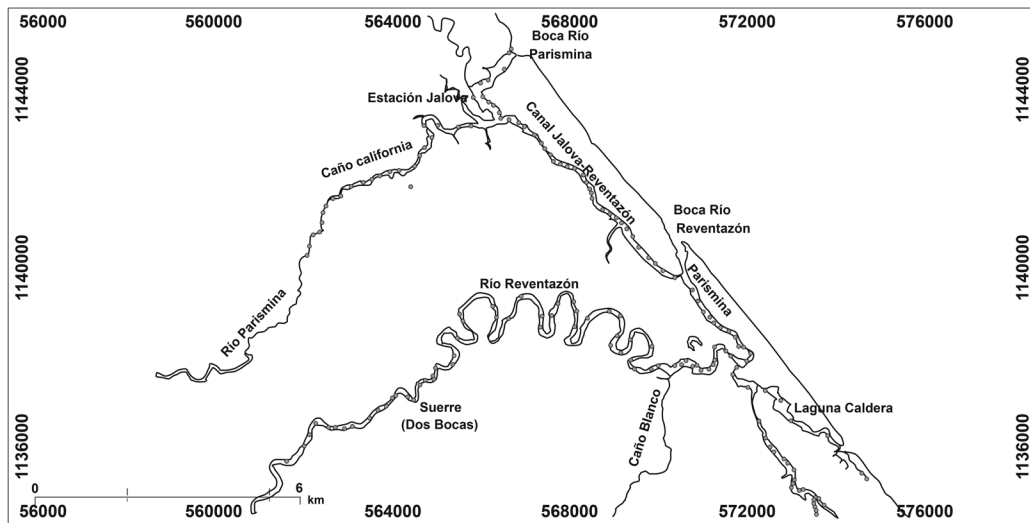 56000 560000 564000 568000 572000 576000
Boca Río
Parismina
1144000
1144000
Estación Jalova
Canal Jalova-Reventazón
Caño california
Boca Río
Reventazón
1140000
1140000
Parismina
Río Reventazón
Río Parismina
Laguna Caldera
Suerre
(Dos Bocas)
Caño Blanco
1136000
1136000
0 6
km
56000 560000 564000 568000 572000 576000